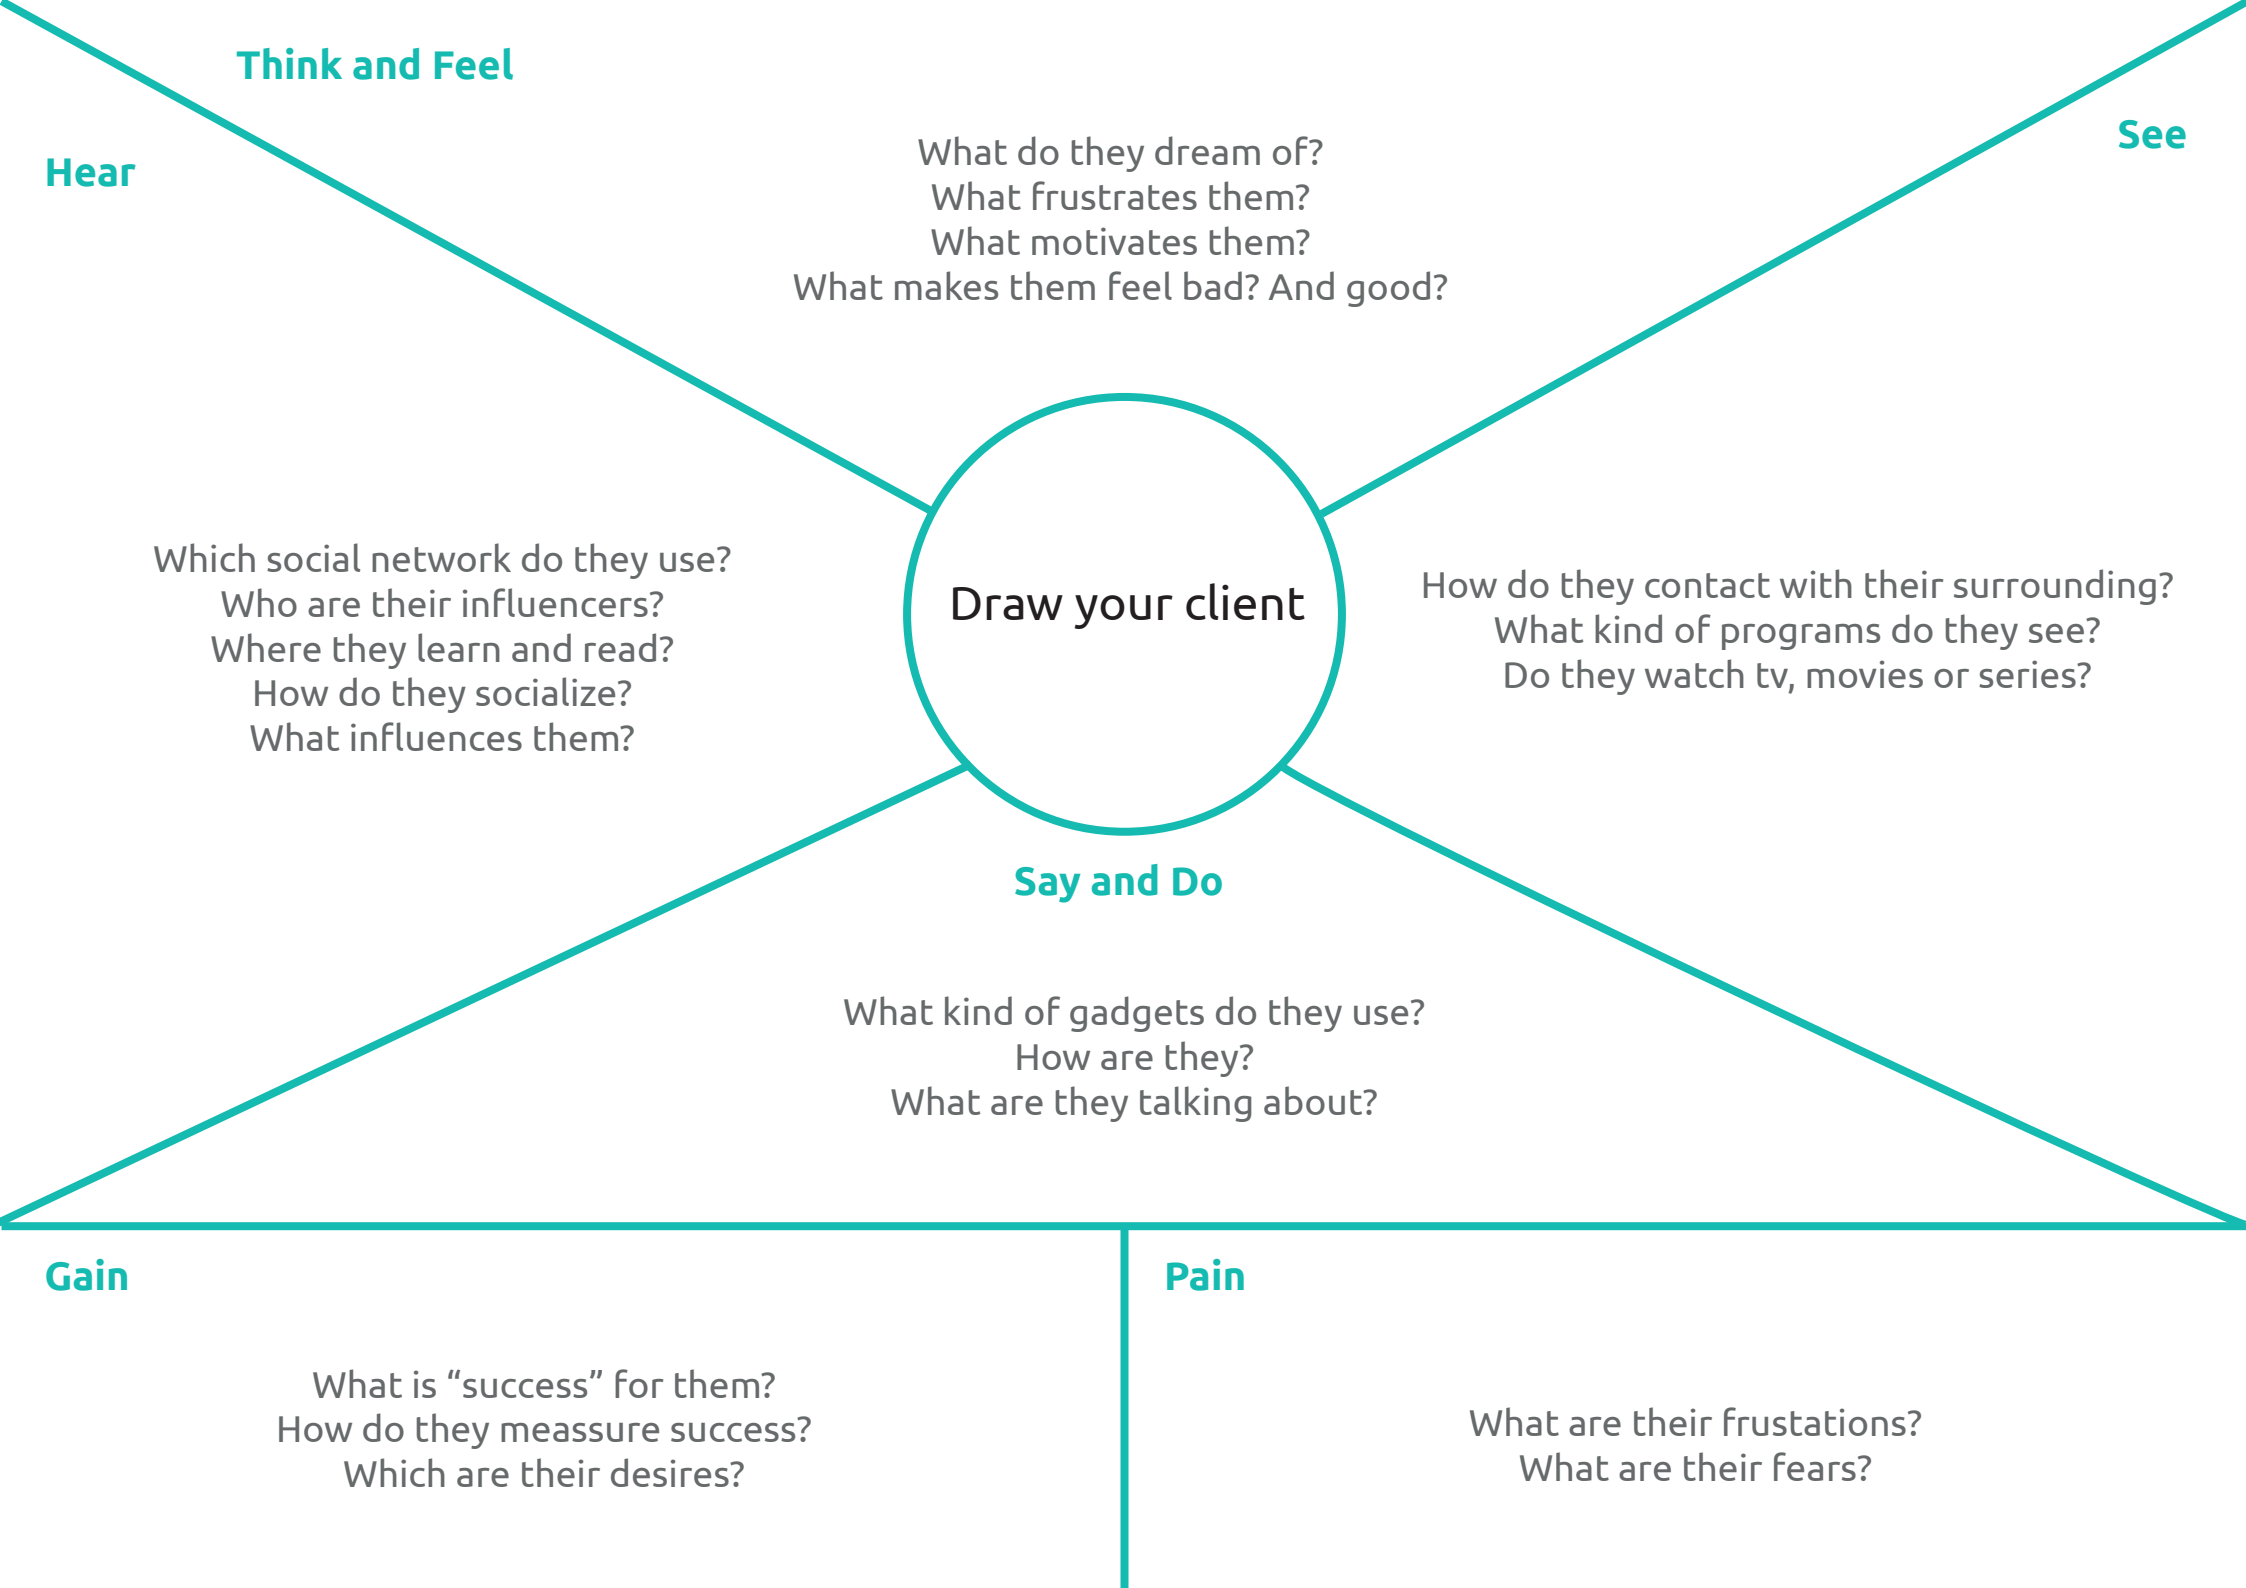 Think and Feel
What do they dream of?
What frustrates them?
What motivates them?
What makes them feel bad? And good?
Hear
Which social network do they use?
Who are their influencers?
Where they learn and read?
How do they socialize?
What influences them?
Draw your client
See
How do they contact with their surrounding?
What kind of programs do they see?
Do they watch tv, movies or series?
Say and Do
What kind of gadgets do they use?
How are they?
What are they talking about?
Gain
What is “success” for them?
How do they meassure success?
Which are their desires?
Pain
What are their frustations?
What are their fears?